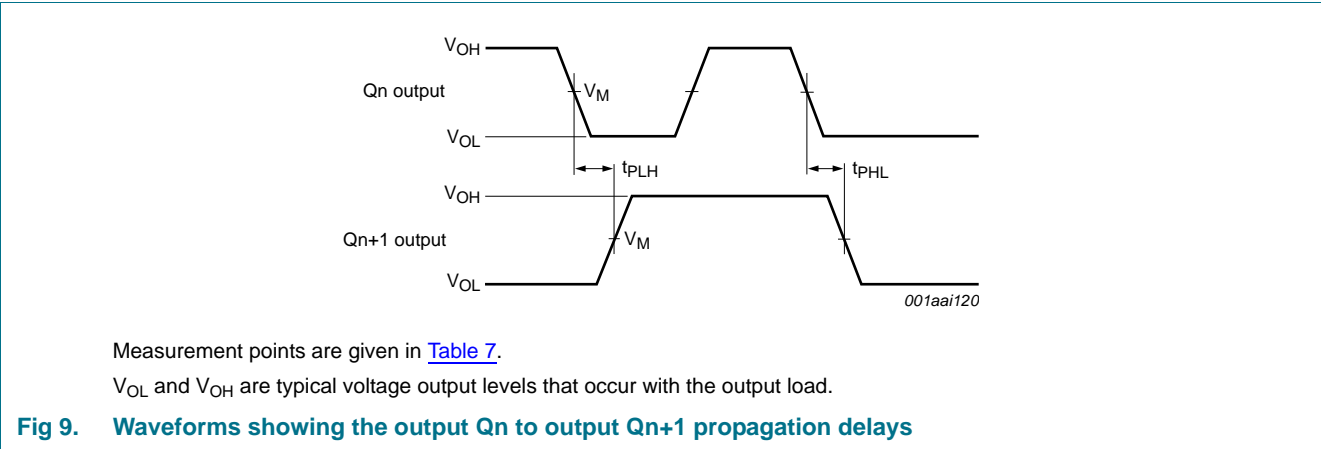 VOH
Qn output
VM
VOL
tPLH
tPHL
VOH
Qn+1 output
VM
VOL
001aai120
Measurement points are given in Table 7.
VOL and VOH are typical voltage output levels that occur with the output load.
Fig 9. Waveforms showing the output Qn to output Qn+1 propagation delays